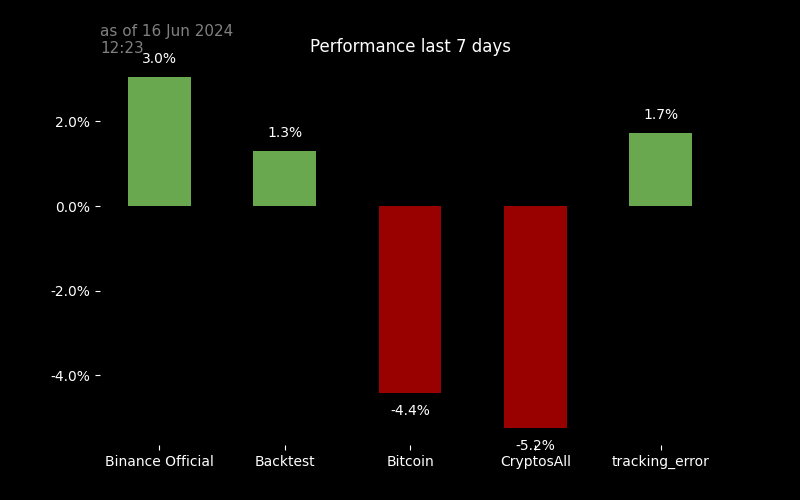 as of 16 Jun 2024
12:23
Performance last 7 days
3.0%
1.3%
1.7%
2.0%
0.0%
-2.0%
-4.0%
-4.4%
-5.2%
Binance Official
Backtest
Bitcoin
CryptosAll
tracking_error